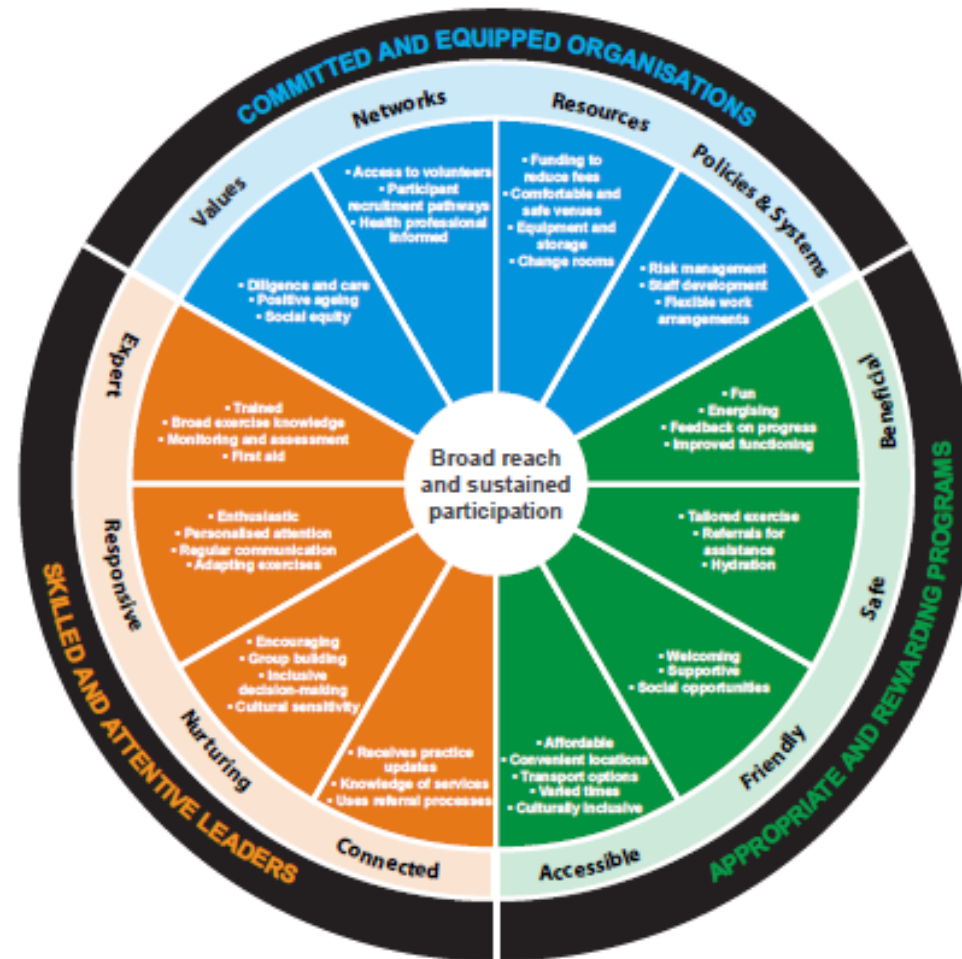 COMMITTED AND EQUIPPED ORGANISATIONS
Values
• Diligence and care
• Positive ageing
• Social equity
Networks
• Access to volunteers
• Participant
recruitment pathways
• Health professional
informed
Resources
• Funding to
reduce fees
• Comfortable and
safe venues
• Equipment and
storage
• Change rooms
Policies & Systems
• Risk management
• Staff development
• Flexible work
arrangements
APPROPRIATE AND REWARDING PROGRAMS
Beneficial
• Fun
• Energising
• Feedback on progress
• Improved functioning
Safe
• Tailored exercise
• Referrals for
assistance
• Hydration
Friendly
• Welcoming
• Supportive
• Social opportunities
Accessible
• Affordable
• Convenient locations
• Transport options
• Varied times
• Culturally inclusive
SKILLED AND ATTENTIVE LEADERS
Expert
• Trained
• Broad exercise knowledge
• Monitoring and assessment
• First aid
Responsive
• Enthusiastic
• Personalised attention
• Regular communication
• Adapting exercises
Nurturing
• Encouraging
• Group building
• Inclusive
decision-making
• Cultural sensitivity
Connected
• Receives practice
updates
• Knowledge of services
• Uses referral processes
Broad reach
and sustained
participation